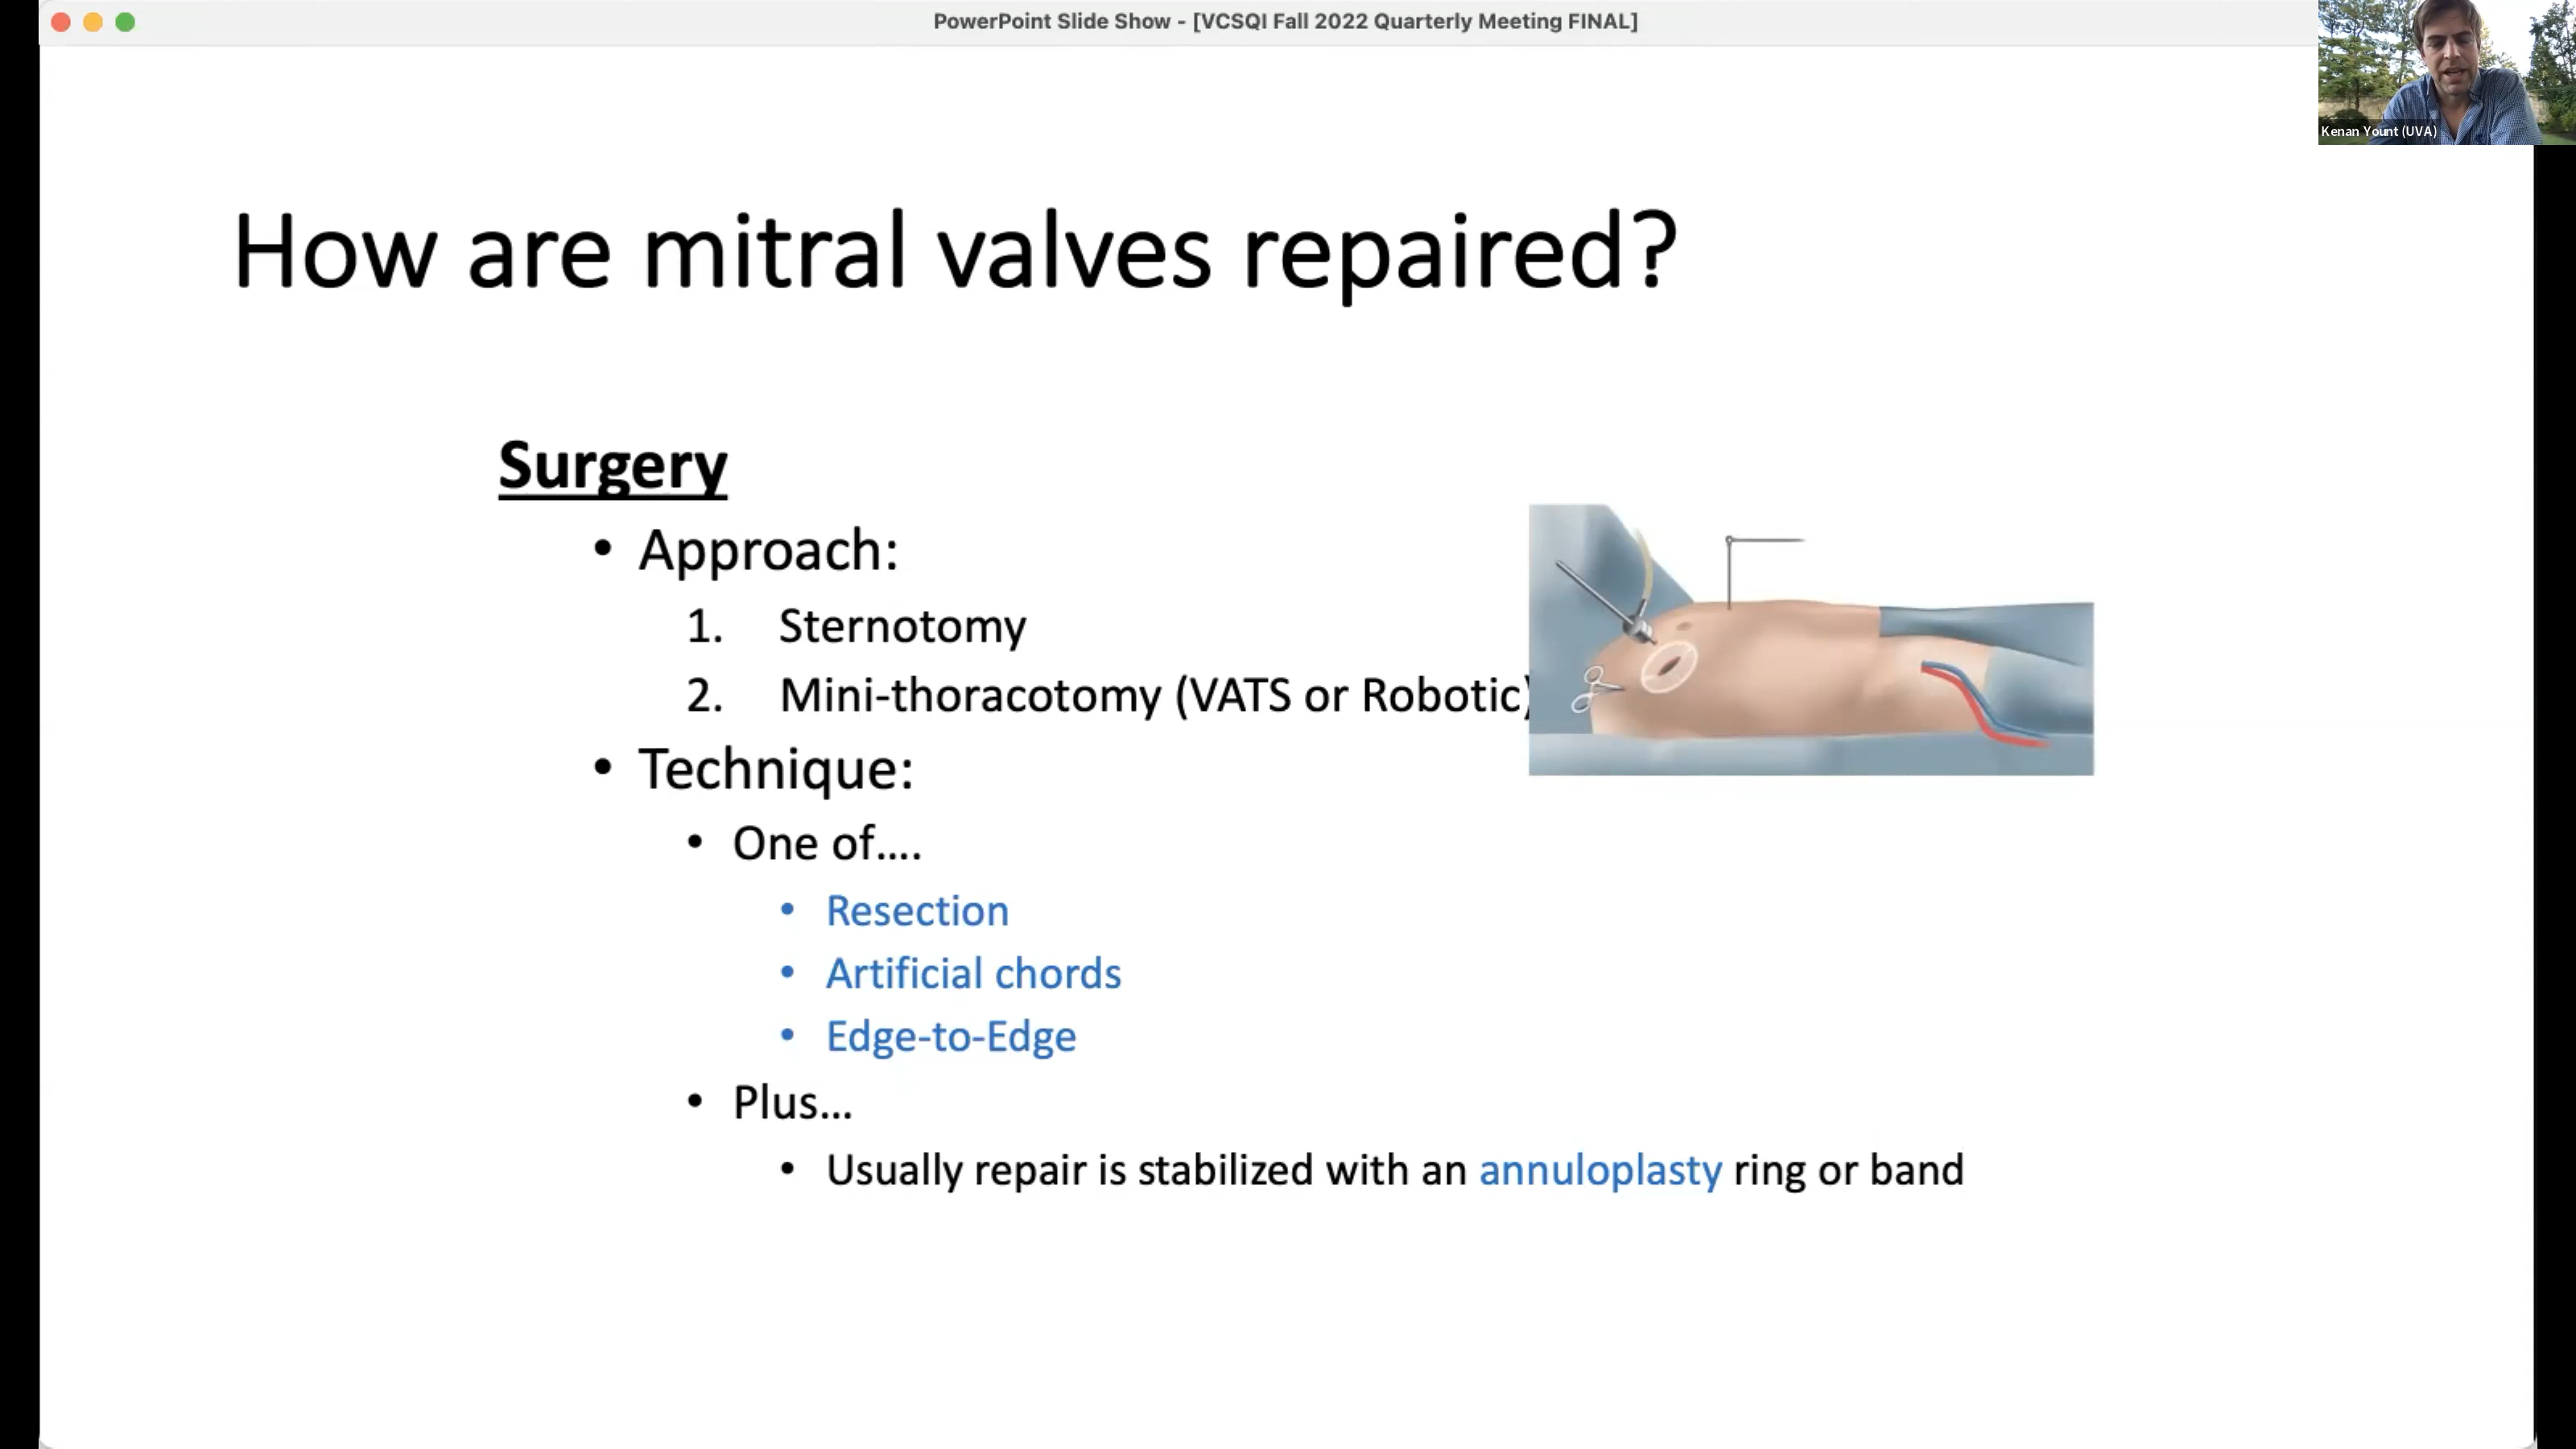 PowerPoint Slide Show - [VCSQI Fall 2022 Quarterly Meeting FINAL]
Kenan Yount (UVA)
How are mitral valves repaired?
Surgery
• Approach:
1. Sternotomy
2. Mini-thoracotomy (VATS or Robotic)
• Technique:
• One of....
• Resection
• Artificial chords
• Edge-to-Edge
• Plus...
• Usually repair is stabilized with an annuloplasty ring or band